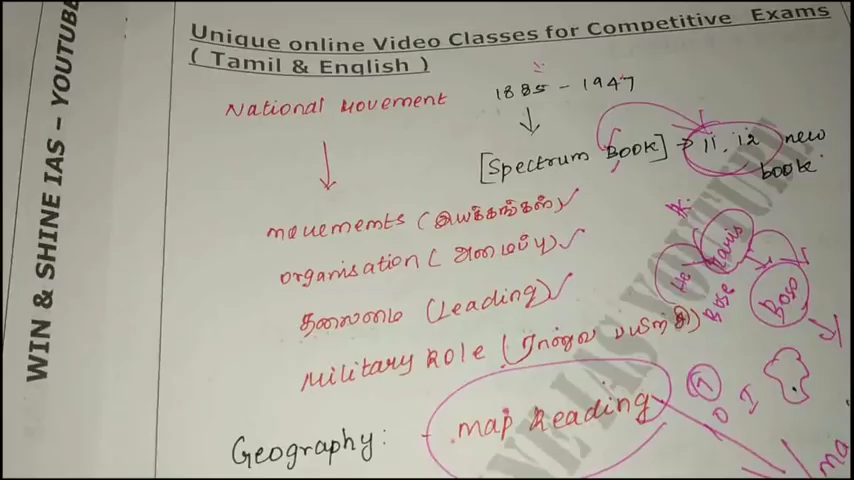 Unique online Video Classes for Competitive Exams
( Tamil & English )
WIN & SHINE IAS – YOUTUBE
National Movement 1885 – 1947
[Spectrum Book] → 11, 12 new
book
movements (இயக்கங்கள்)
organisation (அமைப்பு)
தலைமை (Leading)
Military Role (ராணுவ பயிற்சி)
Bose
Bose
Geography: - map Reading